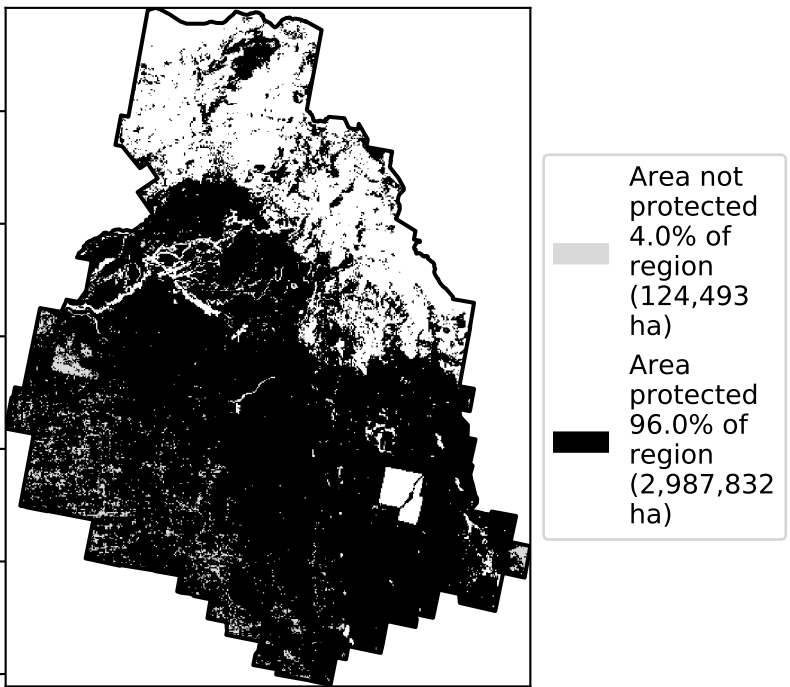 Area not
protected
4.0% of
region
(124,493
ha)
Area
protected
96.0% of
region
(2,987,832
ha)